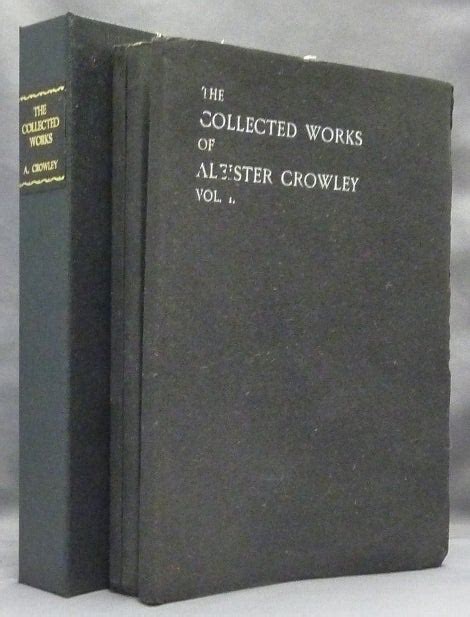 THE
COLLECTED
WORKS
A. CROWLEY
THE
COLLECTED WORKS
OF
ALEISTER CROWLEY
VOL. I.